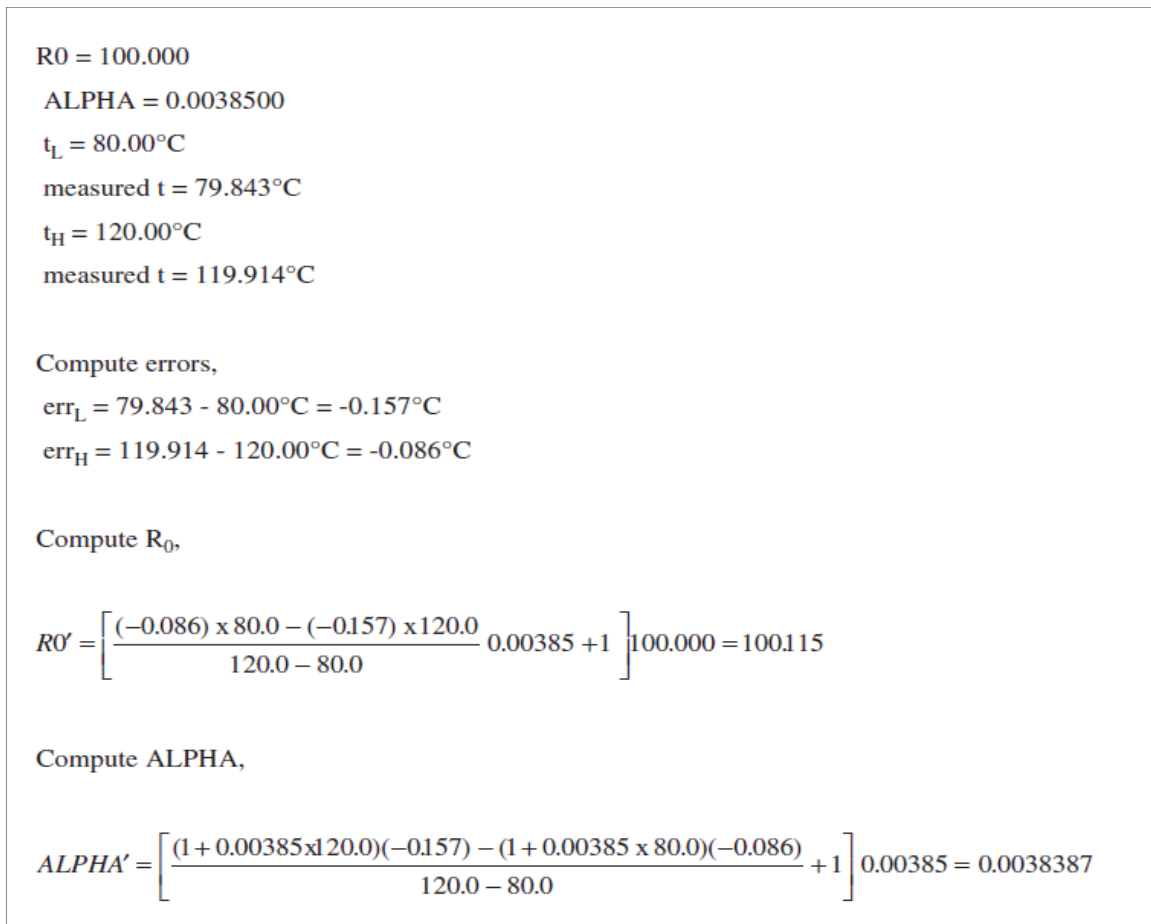 R0 = 100.000
ALPHA = 0.0038500
t_L = 80.00°C
measured t = 79.843°C
t_H = 120.00°C
measured t = 119.914°C
Compute errors,
err_L = 79.843 - 80.00°C = -0.157°C
err_H = 119.914 - 120.00°C = -0.086°C
Compute R_0,
R0′ = [ ((−0.086) x 80.0 − (−0.157) x 120.0) / (120.0 − 80.0) 0.00385 + 1 ] 100.000 = 100.115
Compute ALPHA,
ALPHA′ = [ ((1 + 0.00385x120.0)(−0.157) − (1 + 0.00385 x 80.0)(−0.086)) / (120.0 − 80.0) + 1 ] 0.00385 = 0.0038387